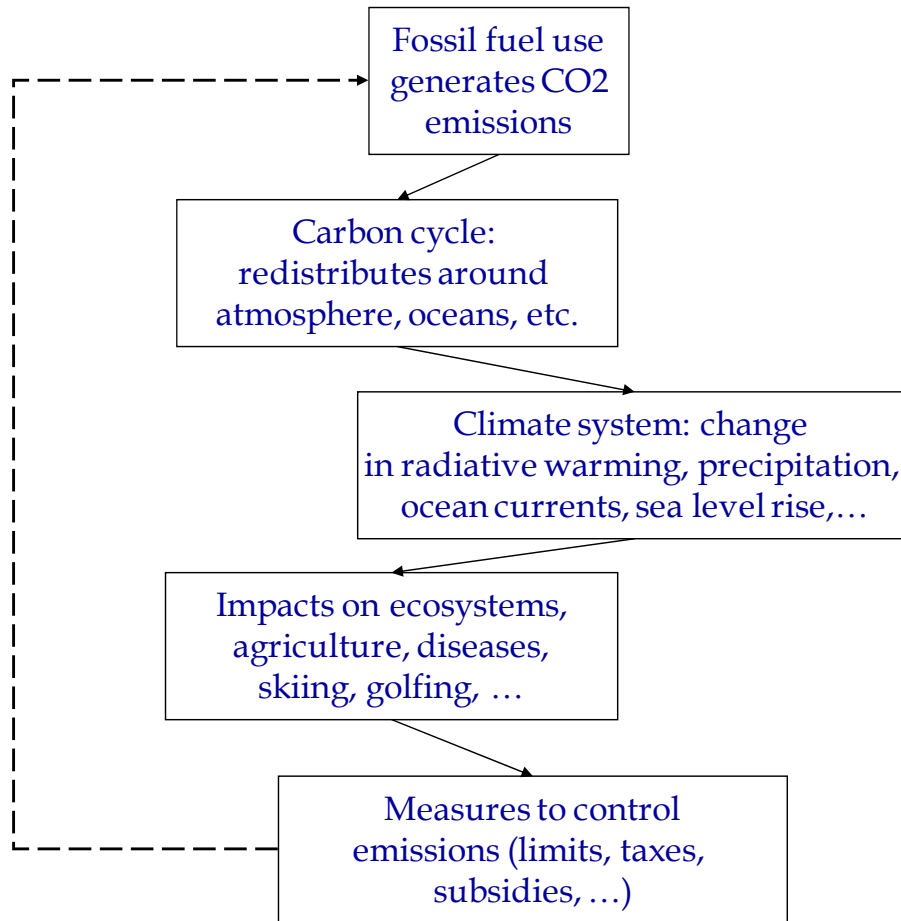 Fossil fuel use
generates CO2
emissions
Carbon cycle:
redistributes around
atmosphere, oceans, etc.
Climate system: change
in radiative warming, precipitation,
ocean currents, sea level rise,…
Impacts on ecosystems,
agriculture, diseases,
skiing, golfing, …
Measures to control
emissions (limits, taxes,
subsidies, …)